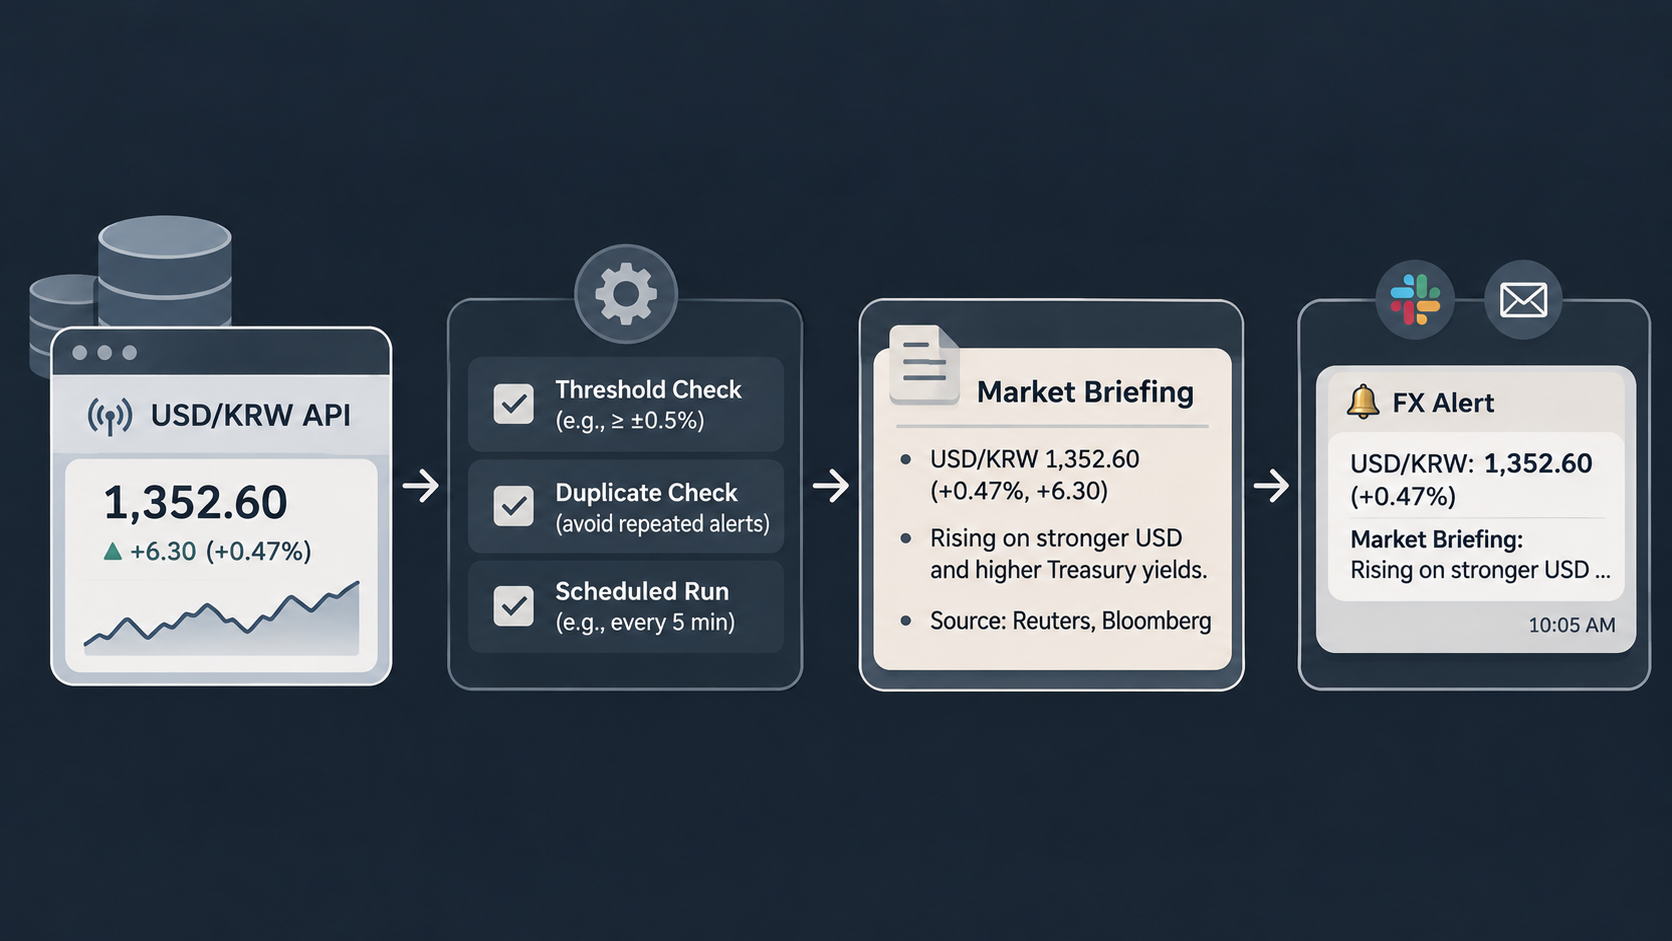 USD/KRW API
1,352.60
▲ +6.30 (+0.47%)
Threshold Check
(e.g., ≥ ±0.5%)
Duplicate Check
(avoid repeated alerts)
Scheduled Run
(e.g., every 5 min)
Market Briefing
• USD/KRW 1,352.60
(+0.47%, +6.30)
• Rising on stronger USD
and higher Treasury yields.
• Source: Reuters, Bloomberg
FX Alert
USD/KRW: 1,352.60
(+0.47%)
Market Briefing:
Rising on stronger USD ...
10:05 AM